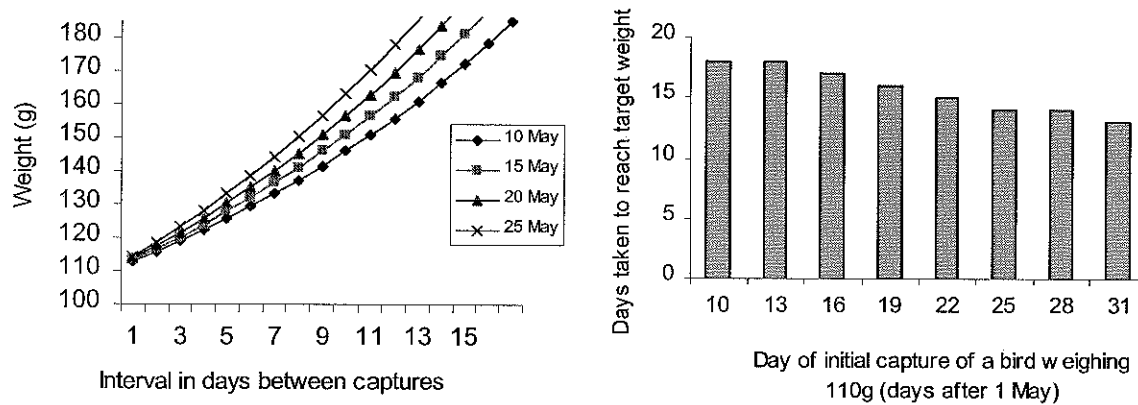 180
170
160
150
140
130
120
110
100
Weight (g)
1 3 5 7 9 11 13 15
Interval in days between captures
10 May
15 May
20 May
25 May
Days taken to reach target weight
20
15
10
5
0
10 13 16 19 22 25 28 31
Day of initial capture of a bird weighing
110g (days after 1 May)